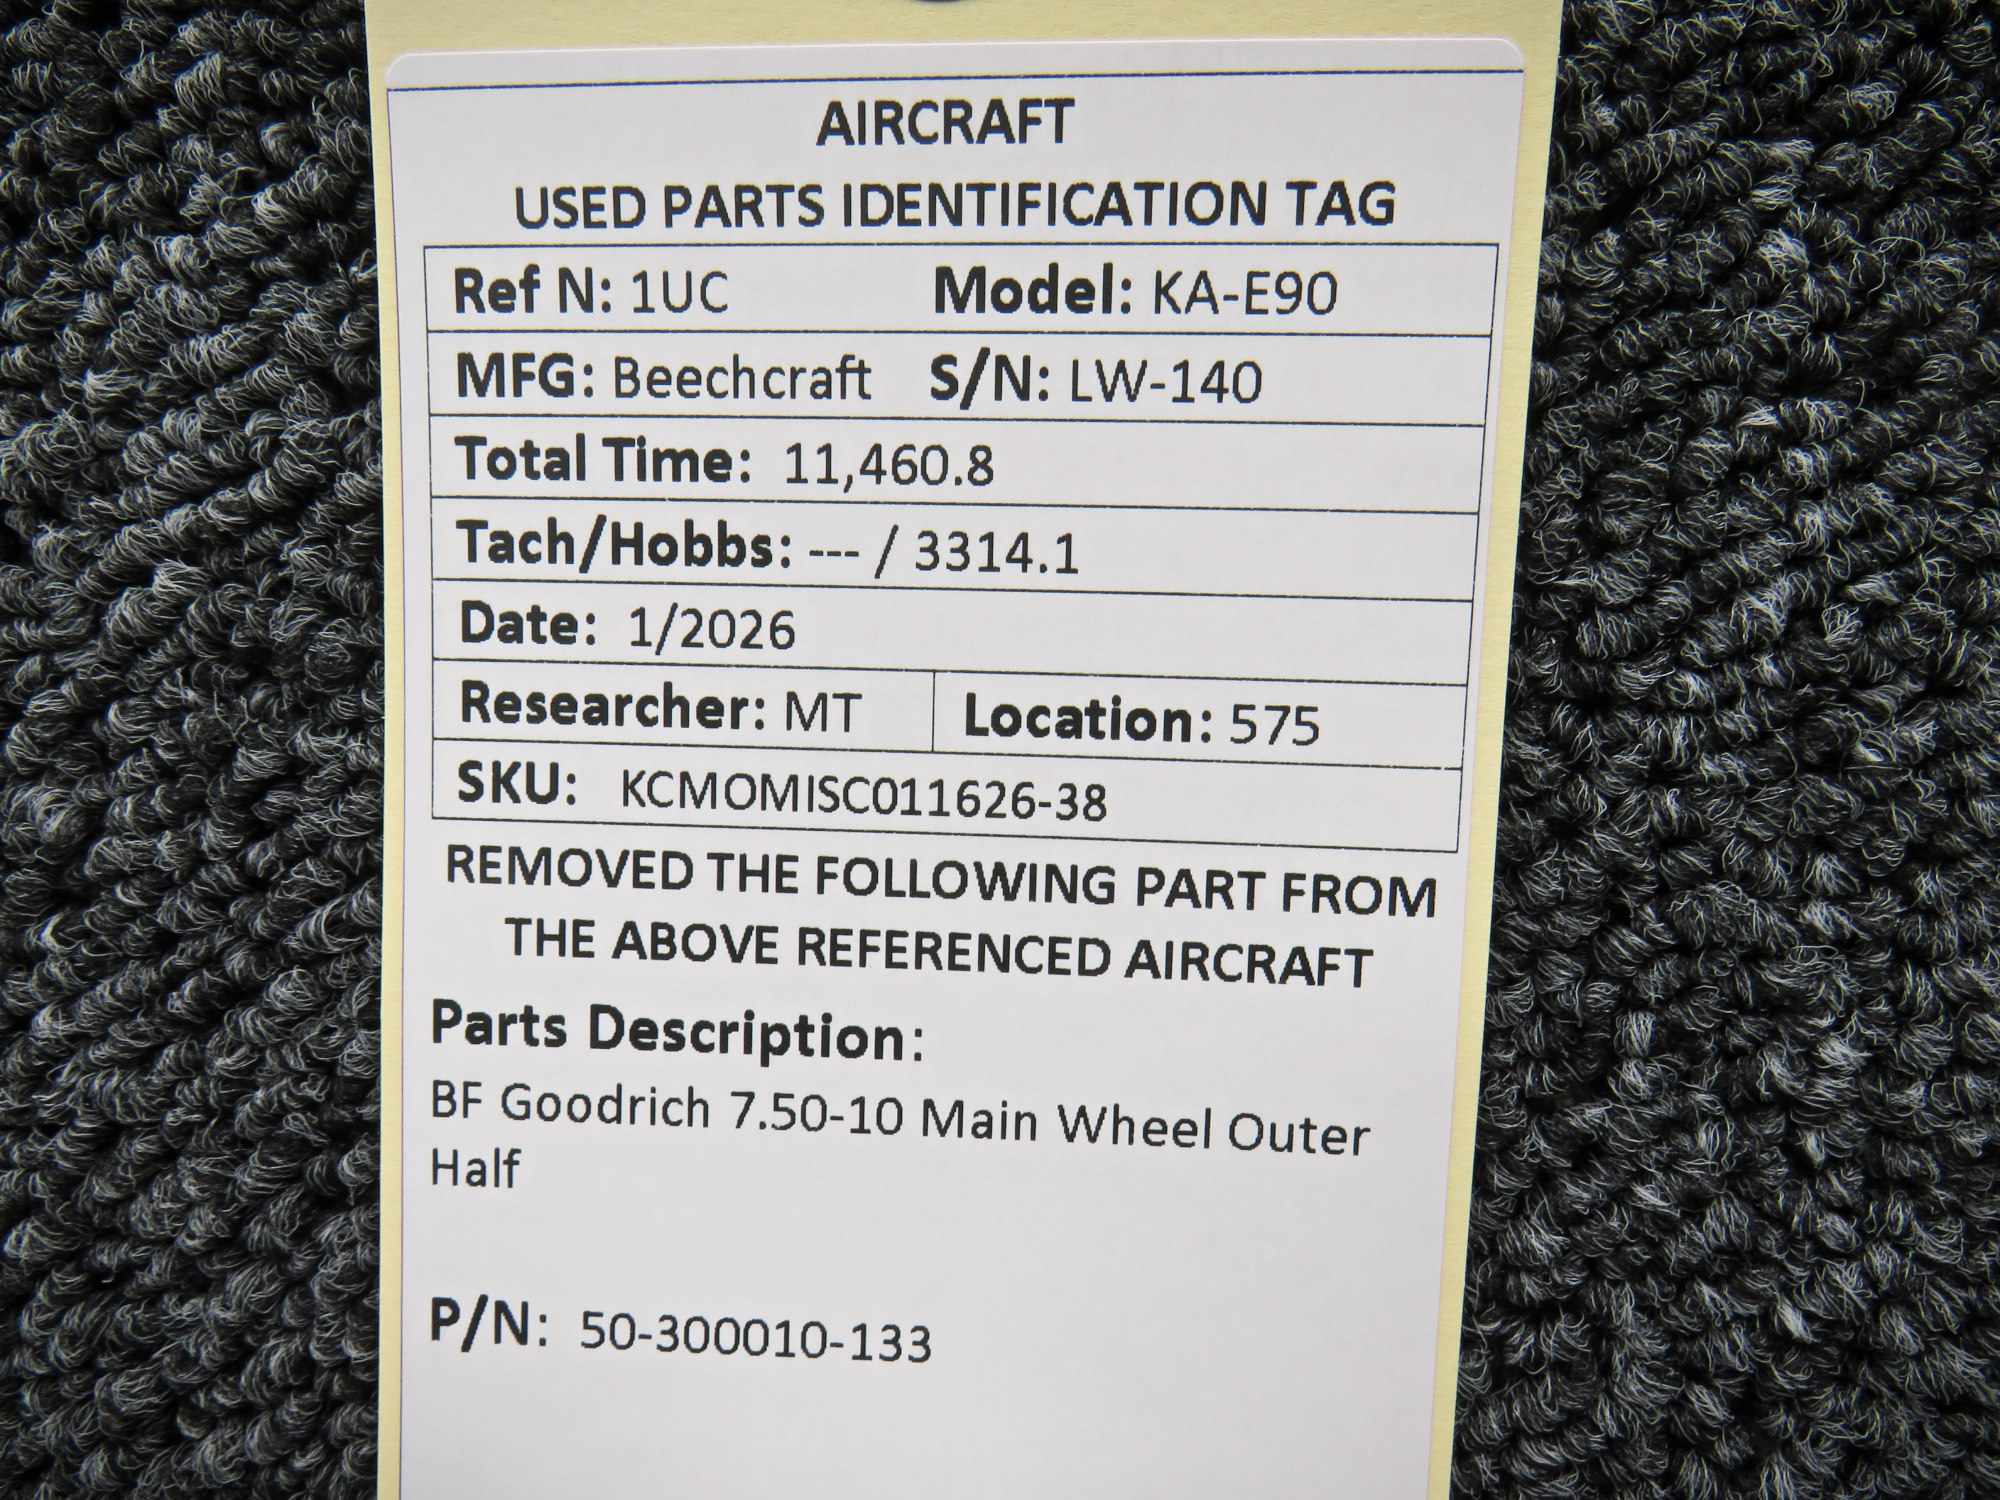 AIRCRAFT
USED PARTS IDENTIFICATION TAG
Ref N: 1UC Model: KA-E90
MFG: Beechcraft S/N: LW-140
Total Time: 11,460.8
Tach/Hobbs: --- / 3314.1
Date: 1/2026
Researcher: MT Location: 575
SKU: KCMOMISC011626-38
REMOVED THE FOLLOWING PART FROM
THE ABOVE REFERENCED AIRCRAFT
Parts Description:
BF Goodrich 7.50-10 Main Wheel Outer
Half
P/N: 50-300010-133